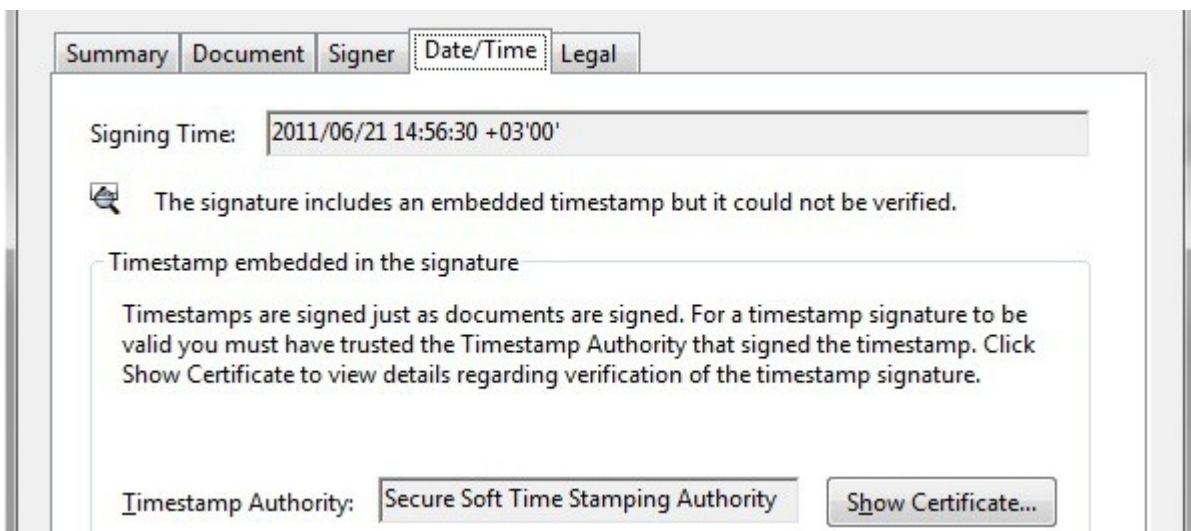 Summary Document Signer Date/Time Legal
Signing Time: 2011/06/21 14:56:30 +03'00'
The signature includes an embedded timestamp but it could not be verified.
Timestamp embedded in the signature
Timestamps are signed just as documents are signed. For a timestamp signature to be
valid you must have trusted the Timestamp Authority that signed the timestamp. Click
Show Certificate to view details regarding verification of the timestamp signature.
Timestamp Authority: Secure Soft Time Stamping Authority Show Certificate...